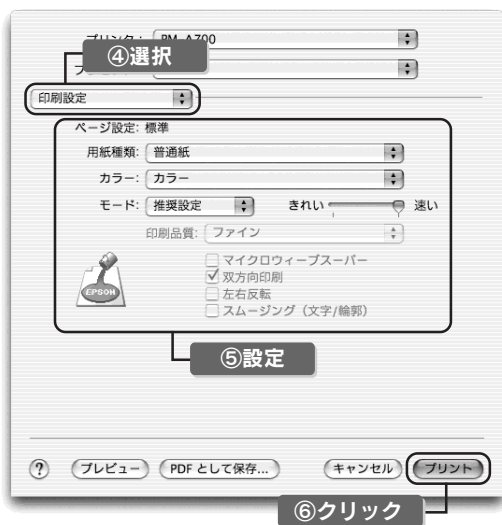 プリンタ： PM-A700
④選択
印刷設定
ページ設定: 標準
用紙種類: 普通紙
カラー: カラー
モード: 推奨設定 きれい 速い
印刷品質: ファイン
マイクロウィーブスーパー
双方向印刷
左右反転
スムージング（文字/輪郭）
EPSON
⑤設定
? プレビュー PDF として保存... キャンセル プリント
⑥クリック